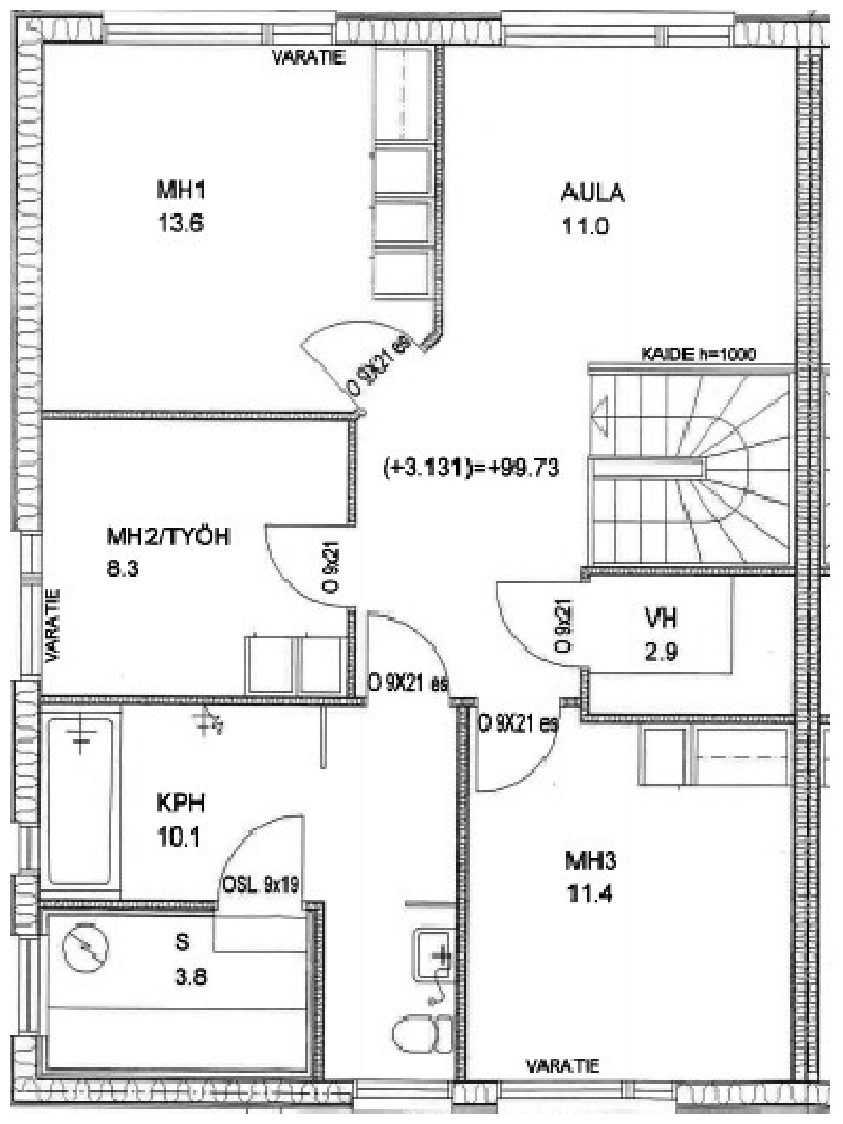 VARATIE
MH1
13.6
AULA
11.0
KAIDE h=1000
O 9X21 es
(+3.131)=+99.73
MH2/TYÖH
8.3
O 9x21
VARATIE
O 9x21
VH
2.9
O 9X21 es
O 9X21 es
KPH
10.1
OSL 9x19
MH3
11.4
S
3.8
VARATIE